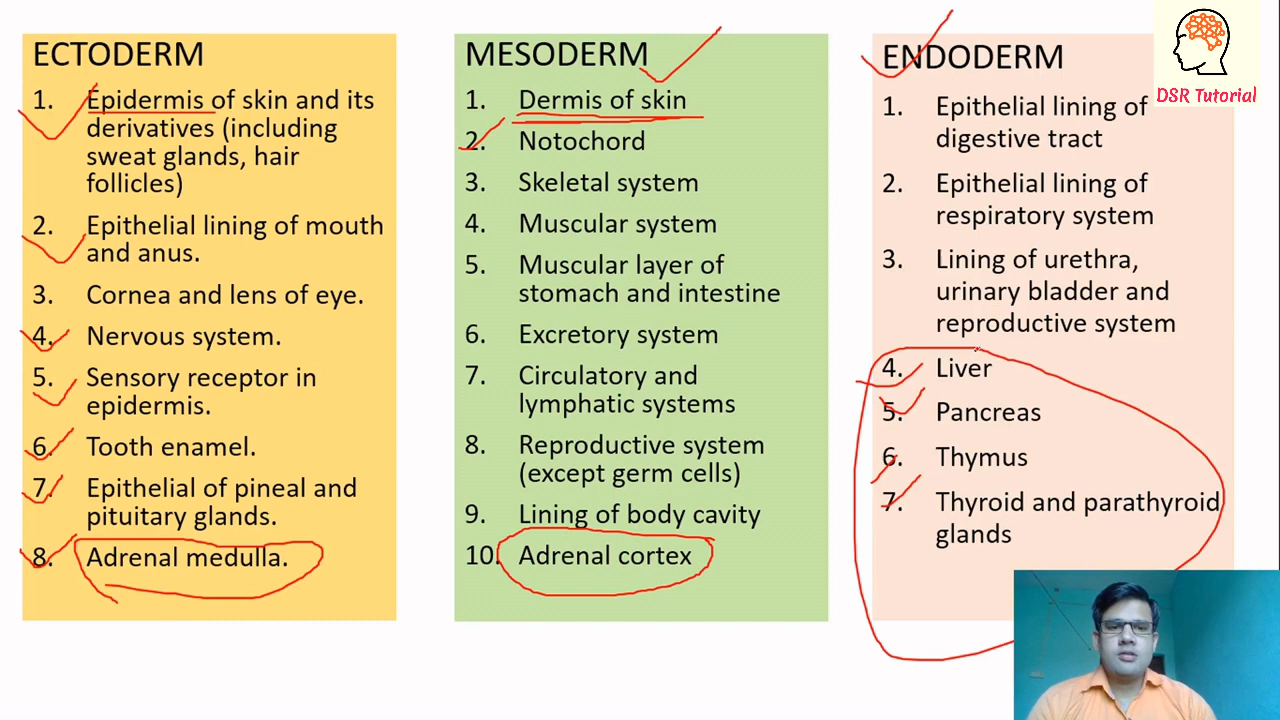 ECTODERM
1. Epidermis of skin and its
derivatives (including
sweat glands, hair
follicles)
2. Epithelial lining of mouth
and anus.
3. Cornea and lens of eye.
4. Nervous system.
5. Sensory receptor in
epidermis.
6. Tooth enamel.
7. Epithelial of pineal and
pituitary glands.
8. Adrenal medulla.
MESODERM
1. Dermis of skin
2. Notochord
3. Skeletal system
4. Muscular system
5. Muscular layer of
stomach and intestine
6. Excretory system
7. Circulatory and
lymphatic systems
8. Reproductive system
(except germ cells)
9. Lining of body cavity
10. Adrenal cortex
ENDODERM
1. Epithelial lining of
digestive tract
2. Epithelial lining of
respiratory system
3. Lining of urethra,
urinary bladder and
reproductive system
4. Liver
5. Pancreas
6. Thymus
7. Thyroid and parathyroid
glands
DSR Tutorial